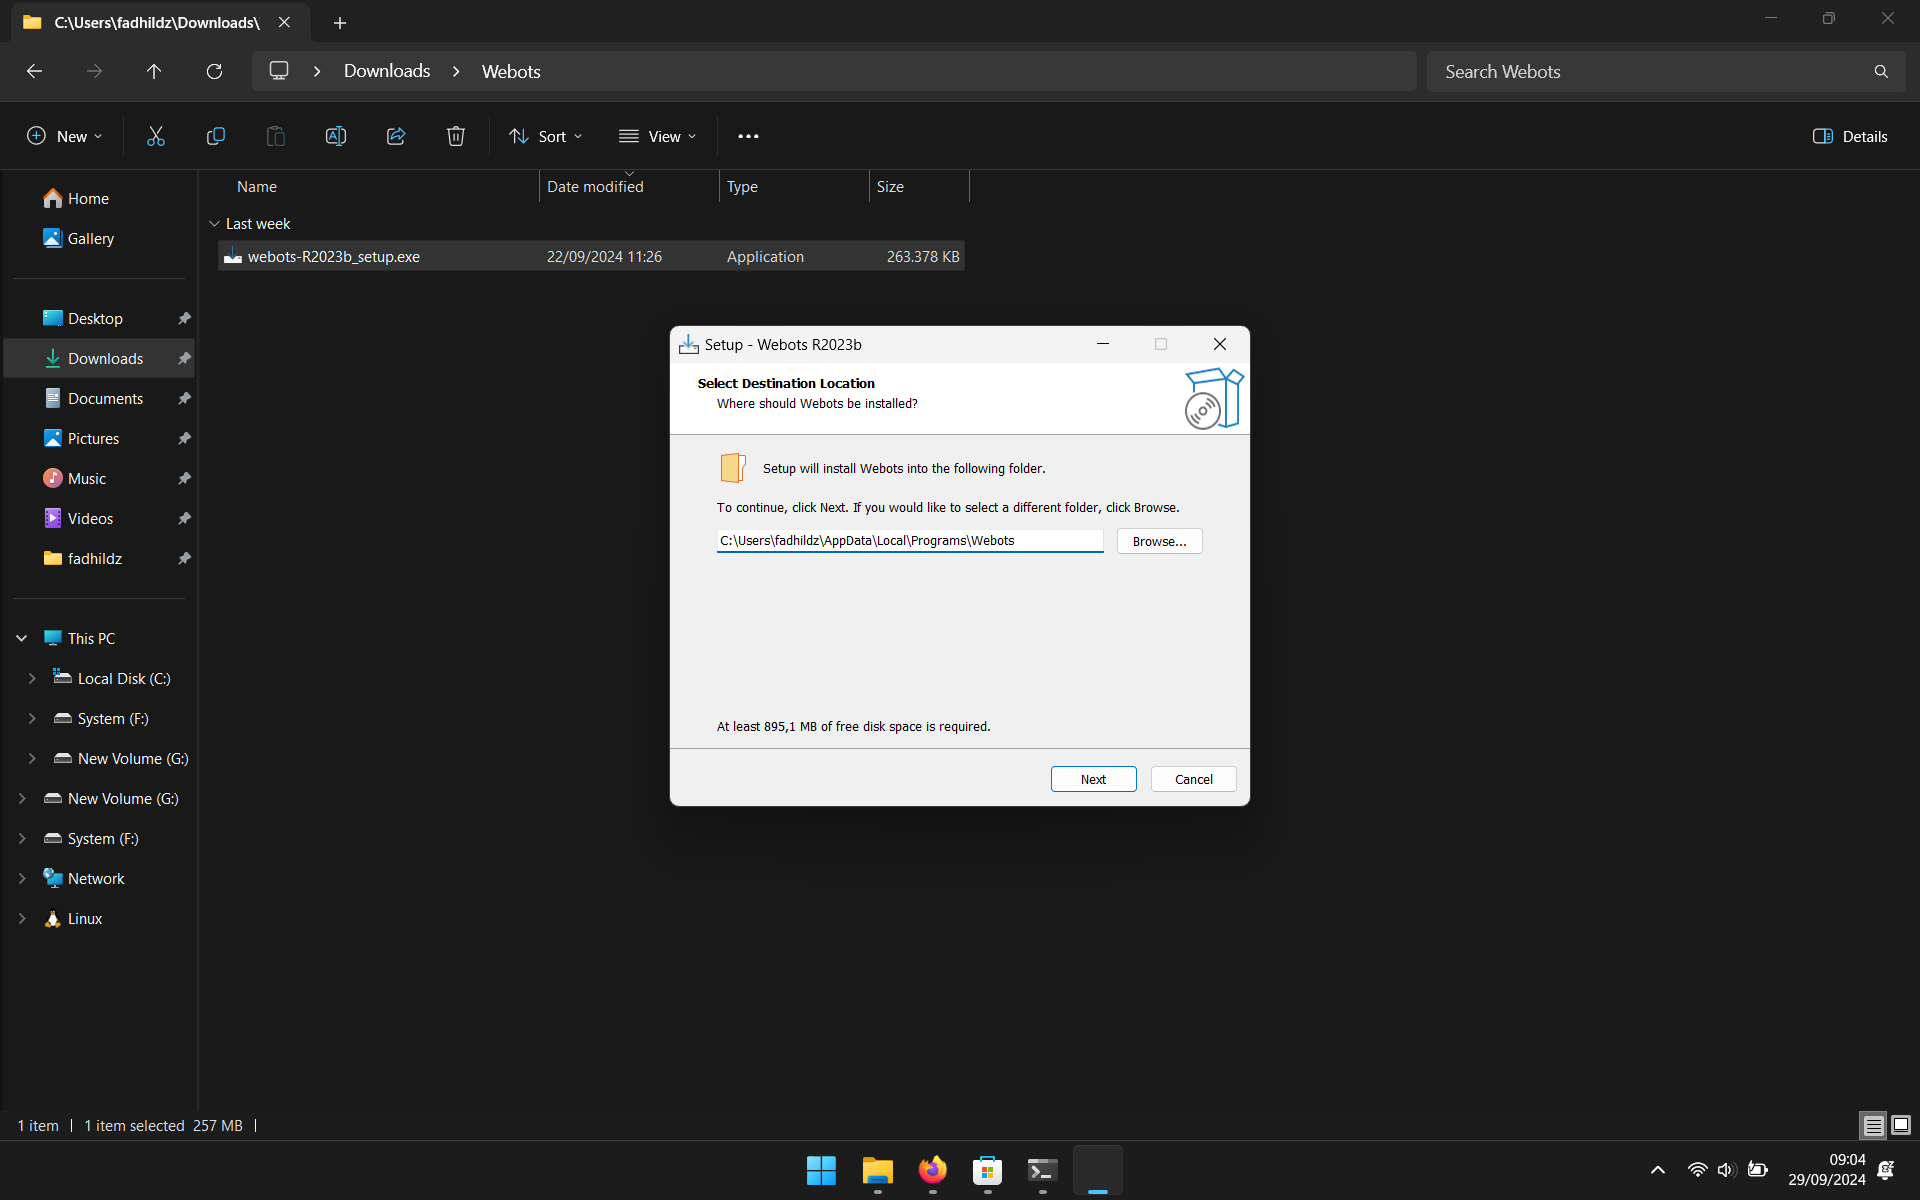 C:\Users\fadhildz\Downloads\
Downloads
Webots
Search Webots
New
Sort
View
Details
Name
Date modified
Type
Size
Home
Gallery
Last week
webots-R2023b_setup.exe
22/09/2024 11:26
Application
263.378 KB
Desktop
Downloads
Documents
Pictures
Music
Videos
fadhildz
This PC
Local Disk (C:)
System (F:)
New Volume (G:)
New Volume (G:)
System (F:)
Network
Linux
Setup - Webots R2023b
Select Destination Location
Where should Webots be installed?
Setup will install Webots into the following folder.
To continue, click Next. If you would like to select a different folder, click Browse.
C:\Users\fadhildz\AppData\Local\Programs\Webots
Browse...
At least 895,1 MB of free disk space is required.
Next
Cancel
1 item
1 item selected 257 MB
09:04
29/09/2024